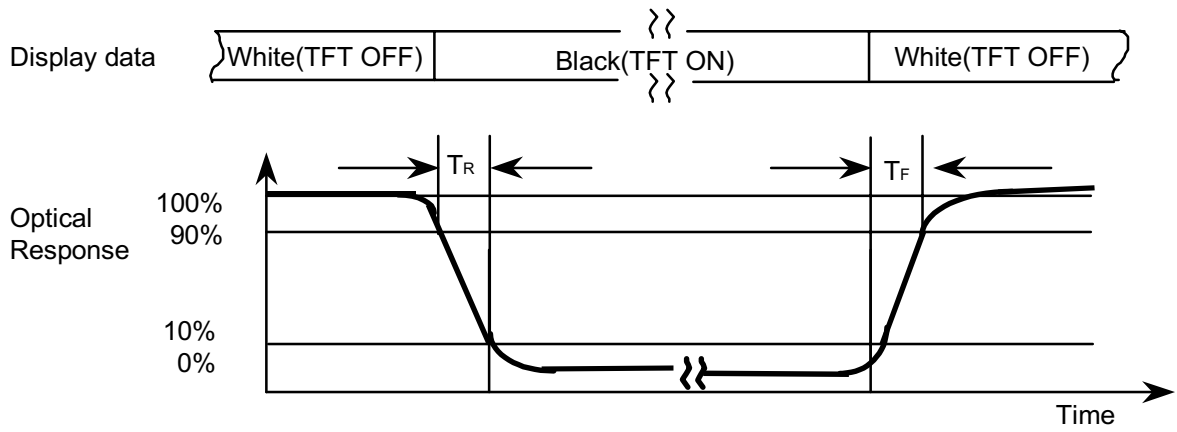 Display data
White(TFT OFF)
Black(TFT ON)
White(TFT OFF)
TR
TF
Optical
Response
100%
90%
10%
0%
Time